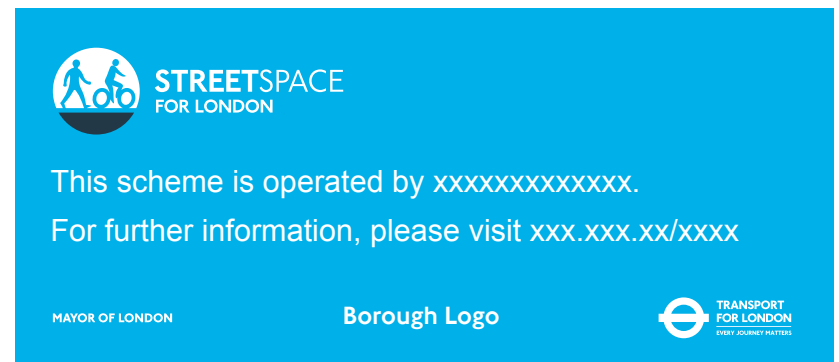 STREETSPACE
FOR LONDON
This scheme is operated by xxxxxxxxxxxxx.
For further information, please visit xxx.xxx.xx/xxxx
MAYOR OF LONDON
Borough Logo
TRANSPORT
FOR LONDON
EVERY JOURNEY MATTERS